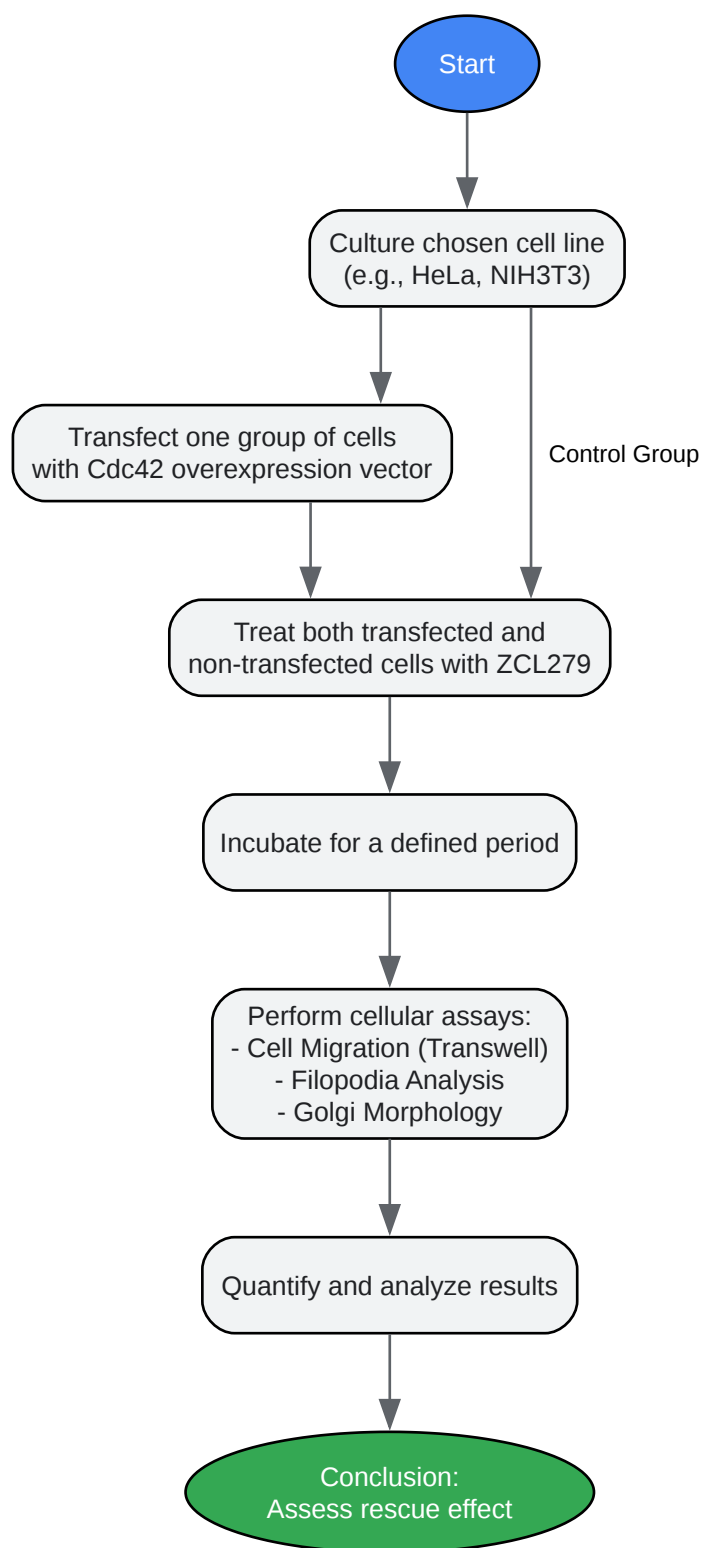 Start
Culture chosen cell line
(e.g., HeLa, NIH3T3)
Transfect one group of cells
with Cdc42 overexpression vector
Control Group
Treat both transfected and
non-transfected cells with ZCL279
Incubate for a defined period
Perform cellular assays:
- Cell Migration (Transwell)
- Filopodia Analysis
- Golgi Morphology
Quantify and analyze results
Conclusion:
Assess rescue effect